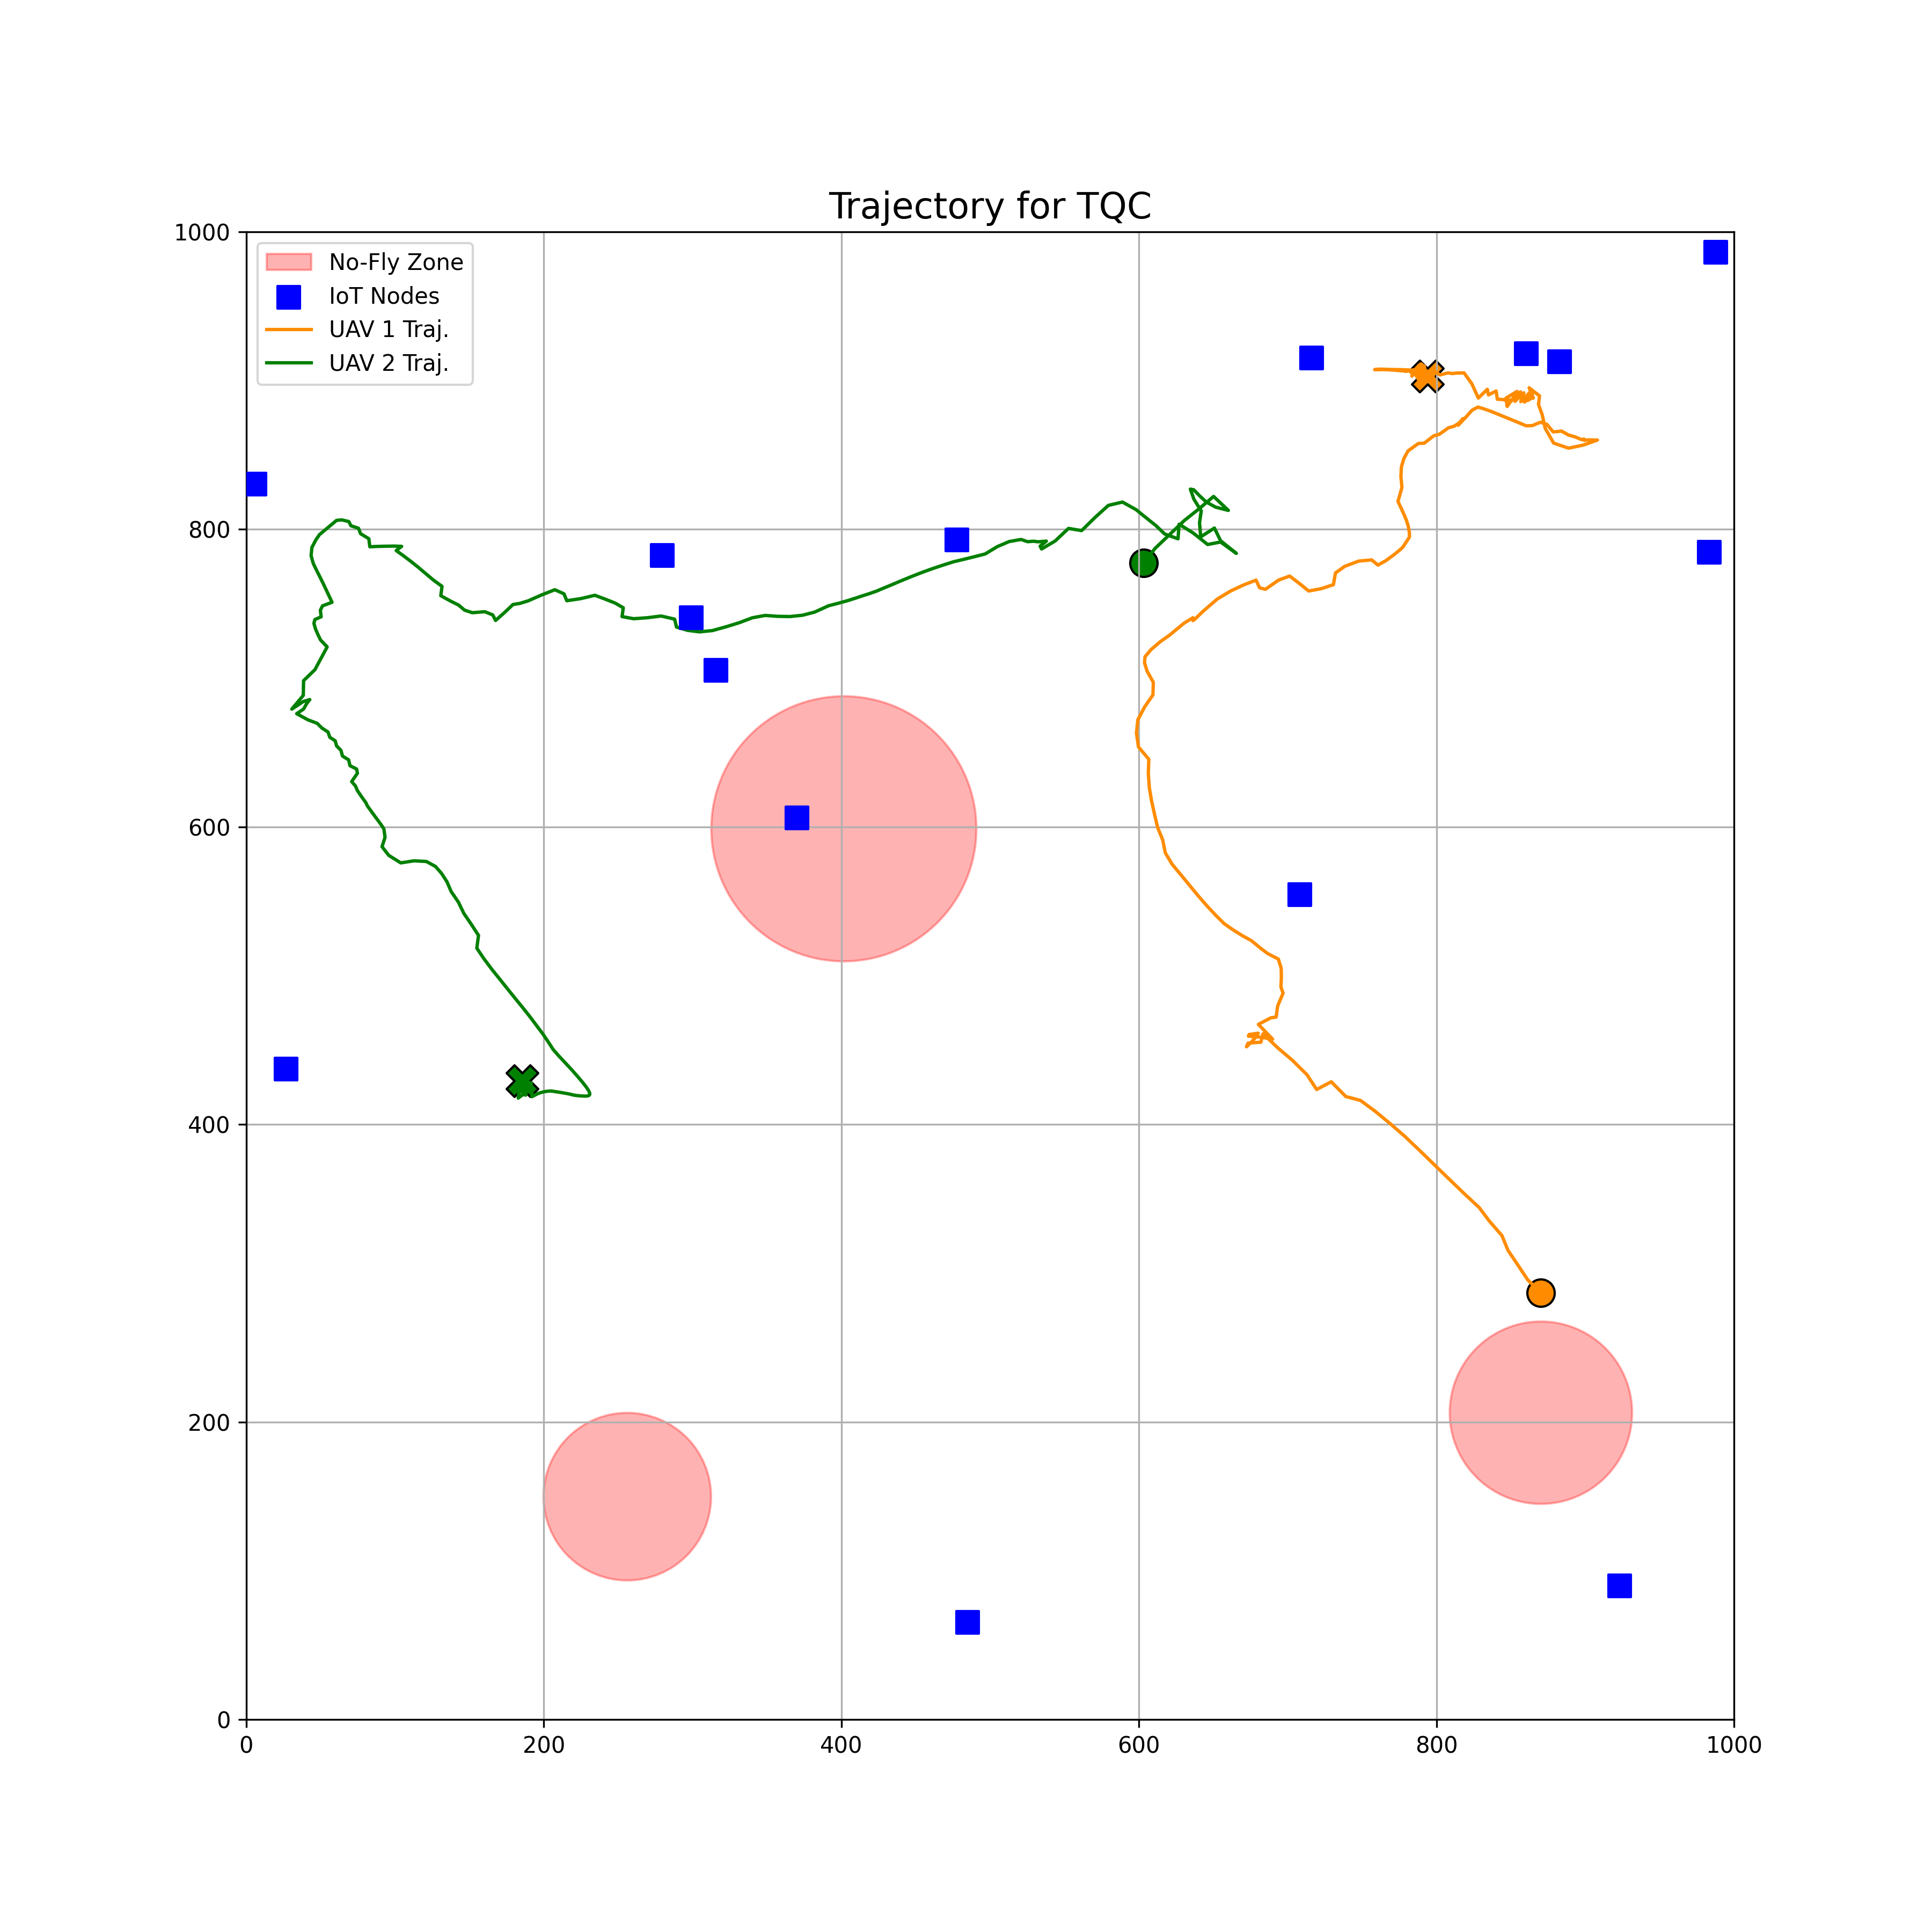 Trajectory for TQC
1000
800
600
400
200
0
No-Fly Zone
IoT Nodes
UAV 1 Traj.
UAV 2 Traj.
0 200 400 600 800 1000